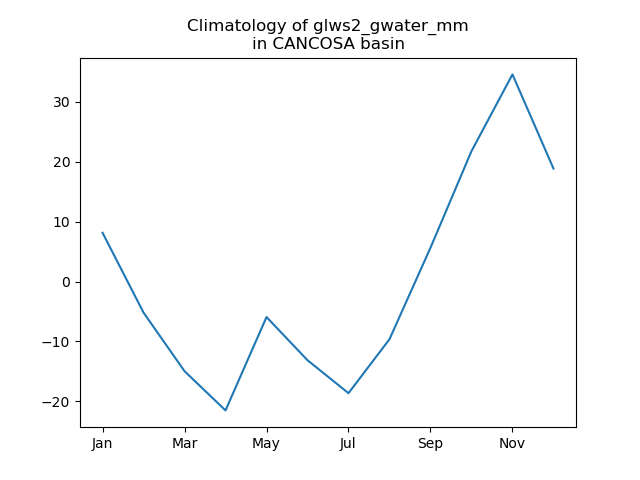 Climatology of glws2_gwater_mm
in CANCOSA basin
30
20
10
0
−10
−20
Jan
Mar
May
Jul
Sep
Nov